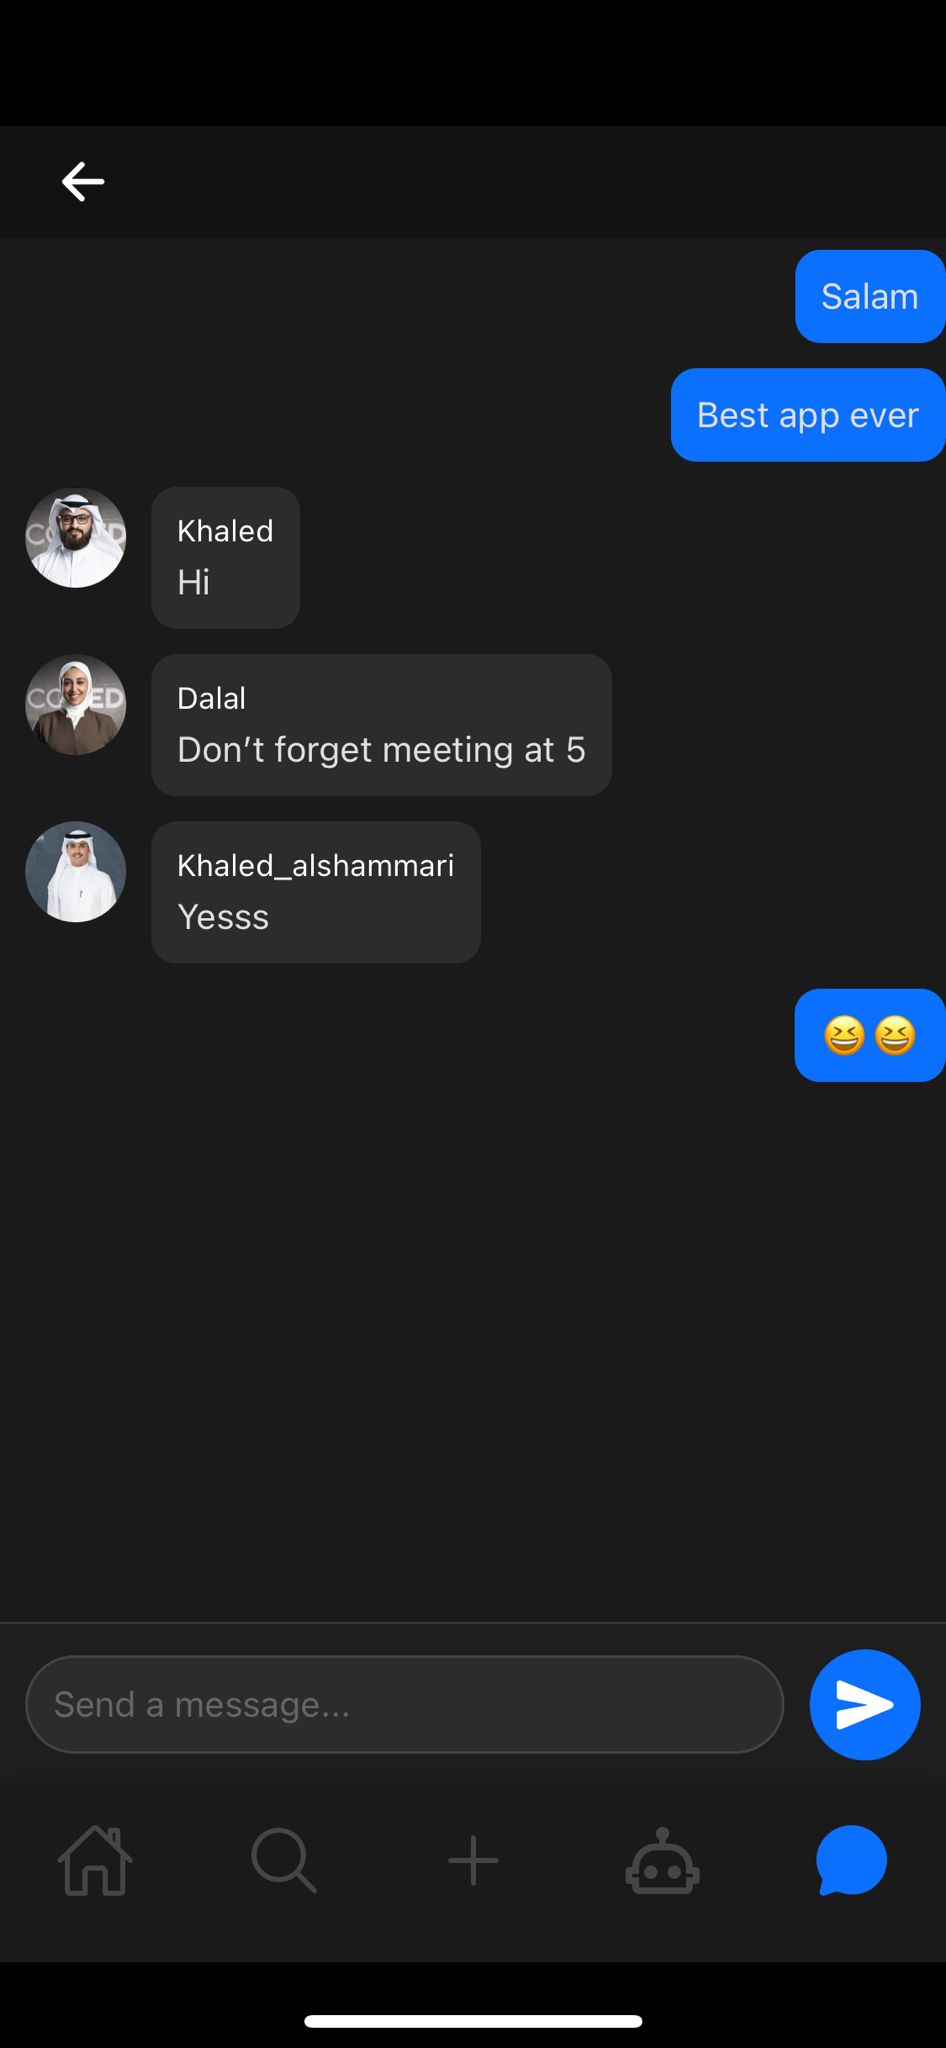 Salam
Best app ever
Khaled
Hi
Dalal
Don’t forget meeting at 5
Khaled_alshammari
Yesss
😆😆
Send a message...